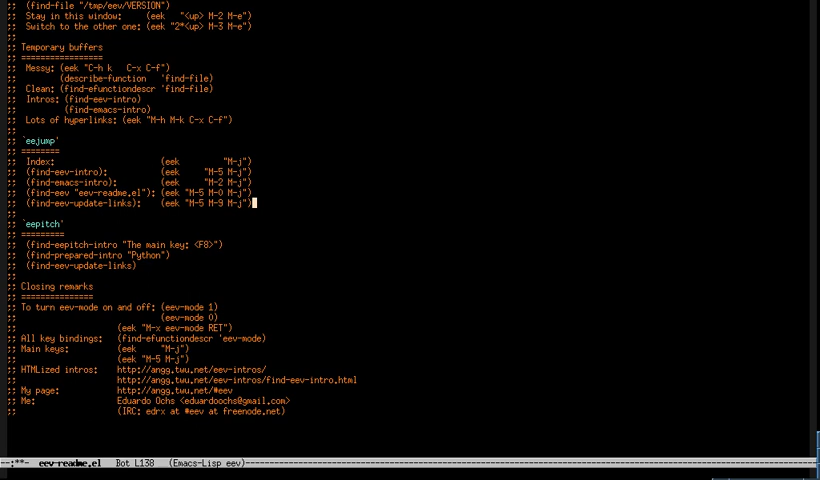 ;;  (find-file "/tmp/eev/VERSION")
;;  Stay in this window:     (eek   "<up> M-2 M-e")
;;  Switch to the other one: (eek "2*<up> M-3 M-e")
;;
;; Temporary buffers
;; =================
;;  Messy: (eek "C-h k   C-x C-f")
;;         (describe-function  'find-file)
;;  Clean: (find-efunctiondescr 'find-file)
;;  Intros: (find-eev-intro)
;;          (find-emacs-intro)
;;  Lots of hyperlinks: (eek "M-h M-k C-x C-f")
;;
;; `eejump'
;; ========
;;  Index:                      (eek         "M-j")
;;  (find-eev-intro):           (eek     "M-5 M-j")
;;  (find-emacs-intro):         (eek     "M-2 M-j")
;;  (find-eev "eev-readme.el"): (eek "M-5 M-0 M-j")
;;  (find-eev-update-links):    (eek "M-5 M-9 M-j")
;;
;; `eepitch'
;; =========
;;  (find-eepitch-intro "The main key: <F8>")
;;  (find-prepared-intro "Python")
;;  (find-eev-update-links)
;;
;; Closing remarks
;; ===============
;; To turn eev-mode on and off: (eev-mode 1)
;;                              (eev-mode 0)
;;                    (eek "M-x eev-mode RET")
;; All key bindings:  (find-efunctiondescr 'eev-mode)
;; Main keys:         (eek     "M-j")
;;                    (eek "M-5 M-j")
;; HTMLized intros:   http://angg.twu.net/eev-intros/
;;                    http://angg.twu.net/eev-intros/find-eev-intro.html
;; My page:           http://angg.twu.net/#eev
;; Me:                Eduardo Ochs <eduardoochs@gmail.com>
;;                    (IRC: edrx at #eev at freenode.net)
--:**-  eev-readme.el   Bot L138   (Emacs-Lisp eev)